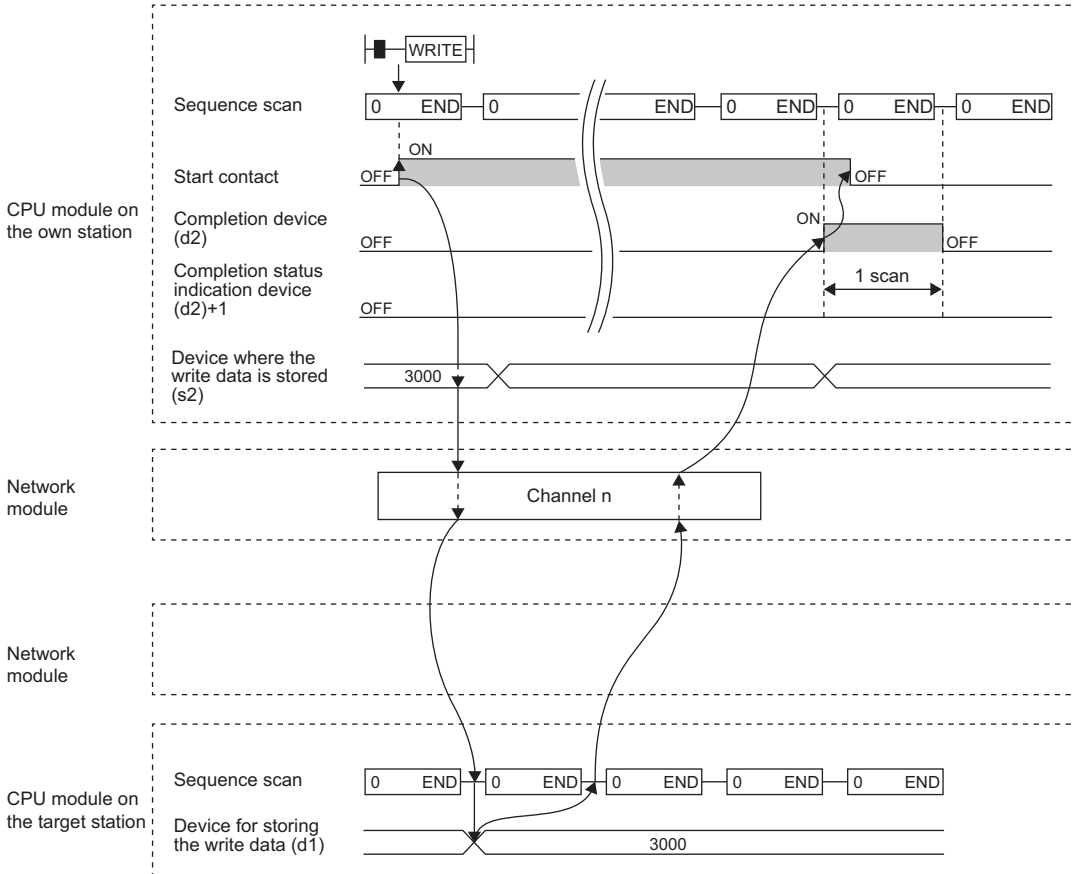 WRITE
Sequence scan
0 END 0 END 0 END 0 END 0 END
ON
Start contact
OFF
OFF
CPU module on
the own station
Completion device
(d2)
ON
OFF
OFF
Completion status
indication device
(d2)+1
1 scan
OFF
Device where the
write data is stored
(s2)
3000
Network
module
Channel n
Network
module
CPU module on
the target station
Sequence scan
0 END 0 END 0 END 0 END 0 END
Device for storing
the write data (d1)
3000